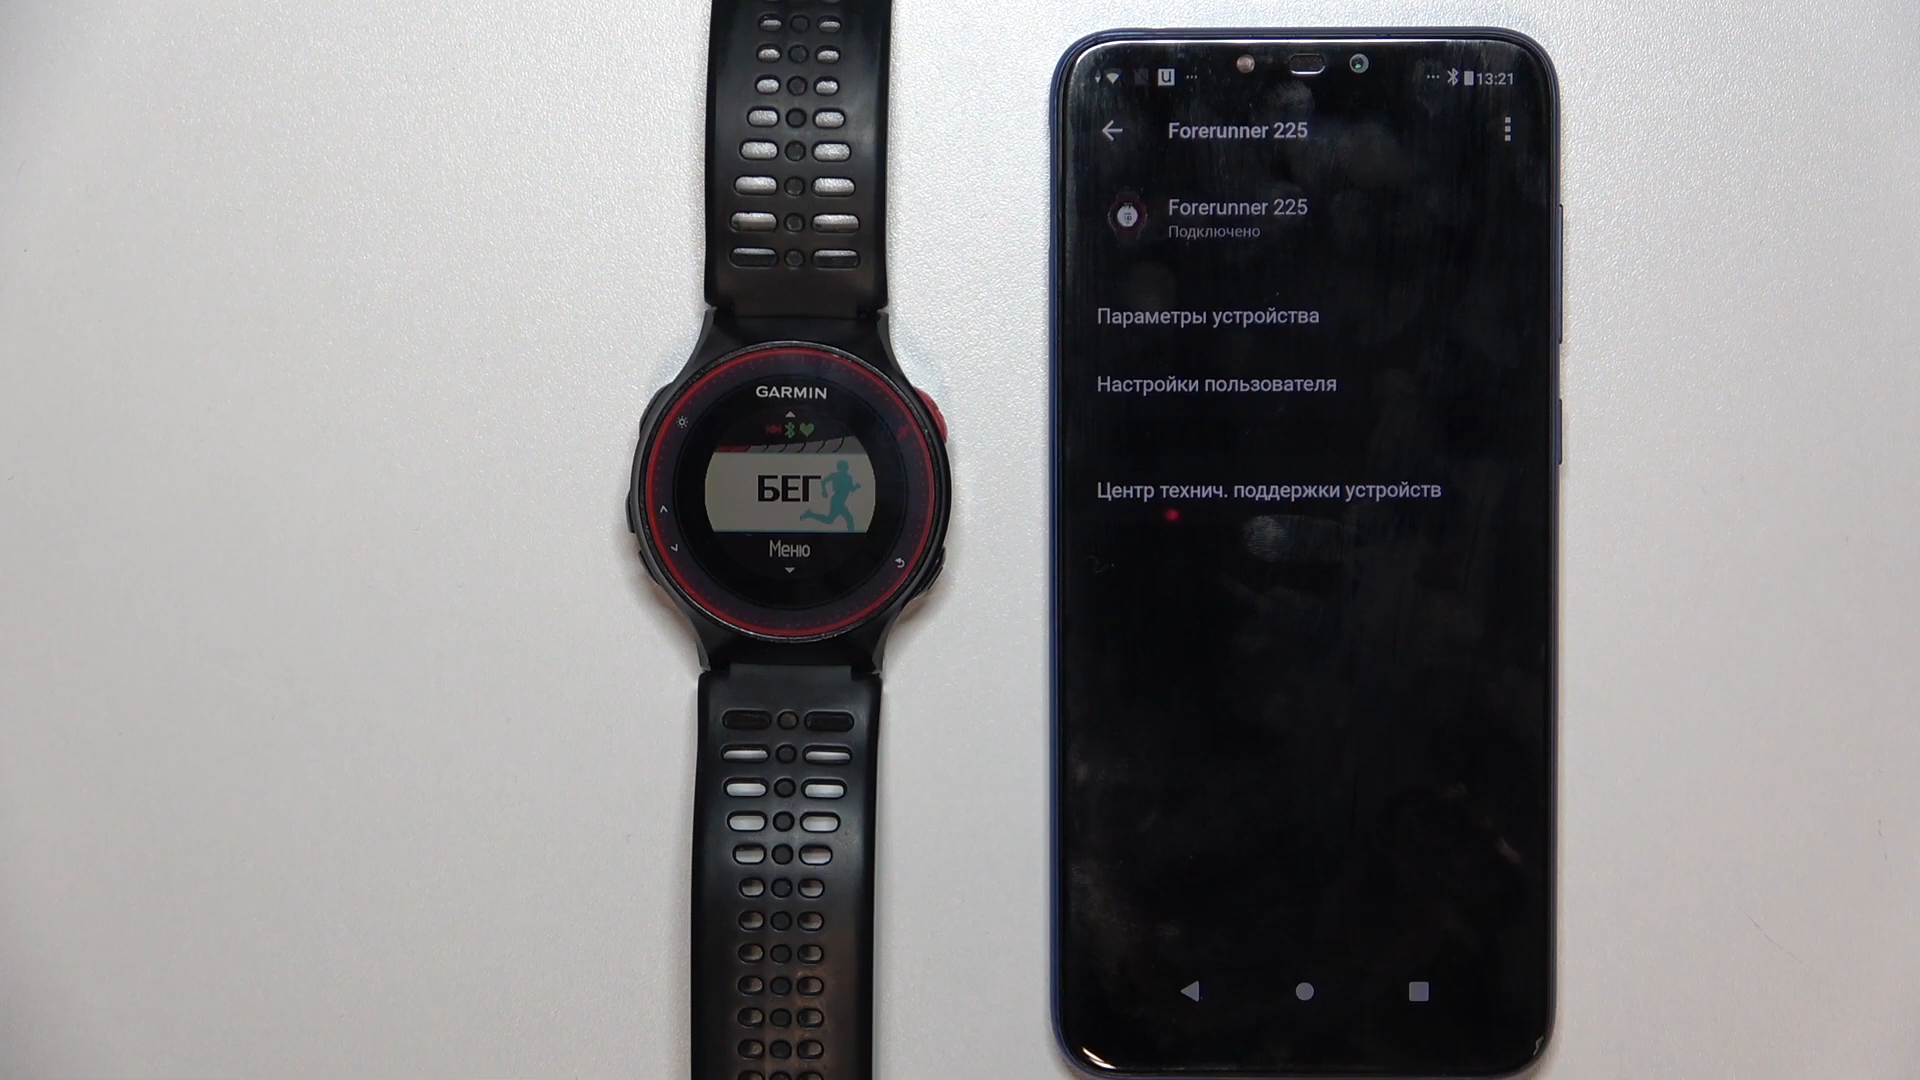 GARMIN
БЕГ
Меню
13:21
Forerunner 225
Forerunner 225
Подключено
Параметры устройства
Настройки пользователя
Центр технич. поддержки устройств